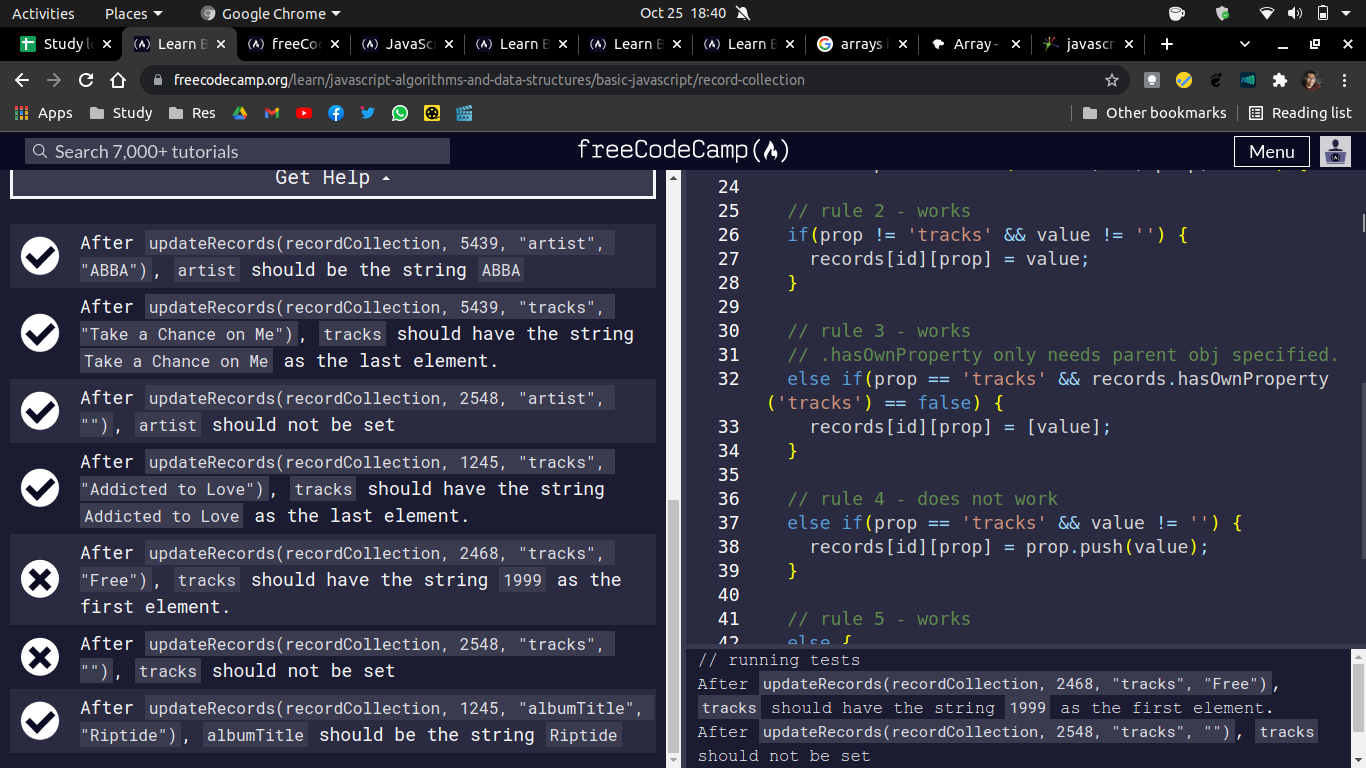 Activities Places Google Chrome Oct 25 18:40
Study l Learn B freeCo JavaSc Learn B Learn B Learn B arrays i Array - javascr
freecodecamp.org/learn/javascript-algorithms-and-data-structures/basic-javascript/record-collection
Apps Study Res Other bookmarks Reading list
Search 7,000+ tutorials freeCodeCamp Menu
Get Help
After updateRecords(recordCollection, 5439, "artist",
"ABBA"), artist should be the string ABBA
After updateRecords(recordCollection, 5439, "tracks",
"Take a Chance on Me"), tracks should have the string
Take a Chance on Me as the last element.
After updateRecords(recordCollection, 2548, "artist",
""), artist should not be set
After updateRecords(recordCollection, 1245, "tracks",
"Addicted to Love"), tracks should have the string
Addicted to Love as the last element.
After updateRecords(recordCollection, 2468, "tracks",
"Free"), tracks should have the string 1999 as the
first element.
After updateRecords(recordCollection, 2548, "tracks",
""), tracks should not be set
After updateRecords(recordCollection, 1245, "albumTitle",
"Riptide"), albumTitle should be the string Riptide
24
25 // rule 2 - works
26 if(prop != 'tracks' && value != '') {
27 records[id][prop] = value;
28 }
29
30 // rule 3 - works
31 // .hasOwnProperty only needs parent obj specified.
32 else if(prop == 'tracks' && records.hasOwnProperty
('tracks') == false) {
33 records[id][prop] = [value];
34 }
35
36 // rule 4 - does not work
37 else if(prop == 'tracks' && value != '') {
38 records[id][prop] = prop.push(value);
39 }
40
41 // rule 5 - works
42 else {
// running tests
After updateRecords(recordCollection, 2468, "tracks", "Free"),
tracks should have the string 1999 as the first element.
After updateRecords(recordCollection, 2548, "tracks", ""), tracks
should not be set